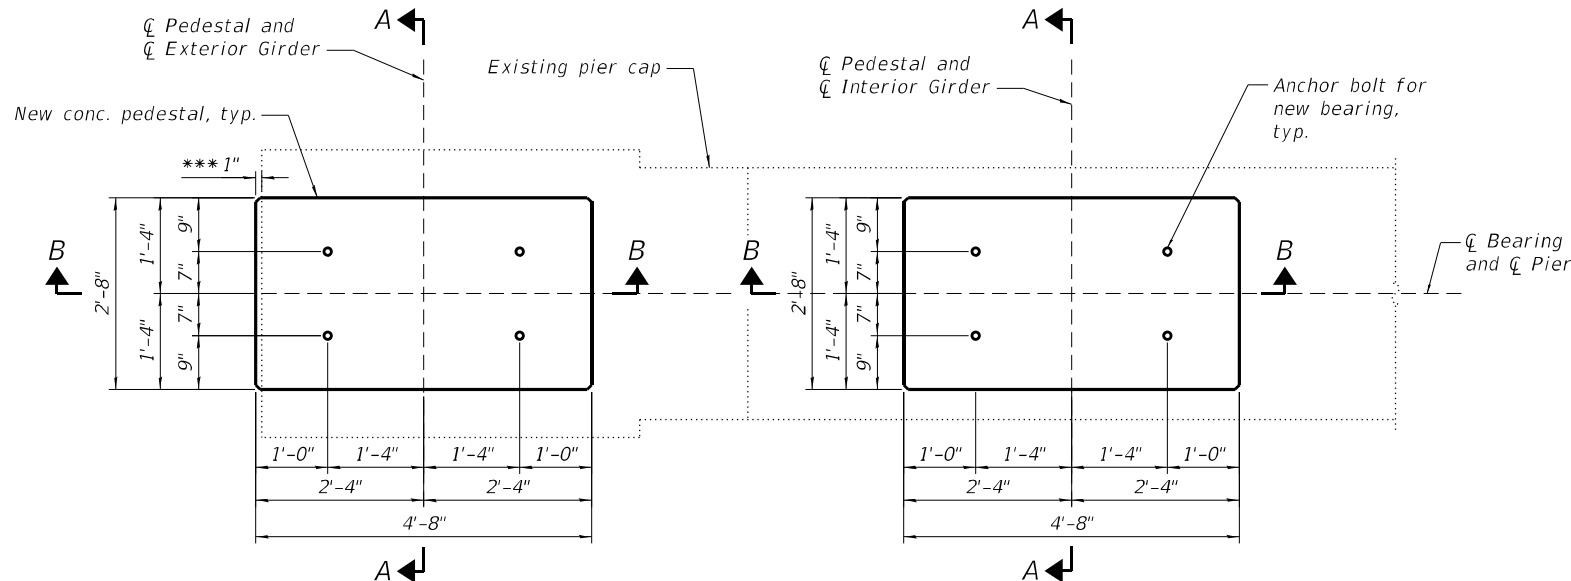 A
A
℄ Pedestal and
℄ Exterior Girder
Existing pier cap
℄ Pedestal and
℄ Interior Girder
Anchor bolt for
new bearing,
typ.
New conc. pedestal, typ.
*** 1"
B
B
B
B
℄ Bearing
and ℄ Pier
2'-8"
1'-4"
1'-4"
9"
7"
7"
9"
2'-8"
1'-4"
1'-4"
9"
7"
7"
9"
1'-0"
1'-4"
1'-4"
1'-0"
2'-4"
2'-4"
4'-8"
1'-0"
1'-4"
1'-4"
1'-0"
2'-4"
2'-4"
4'-8"
A
A